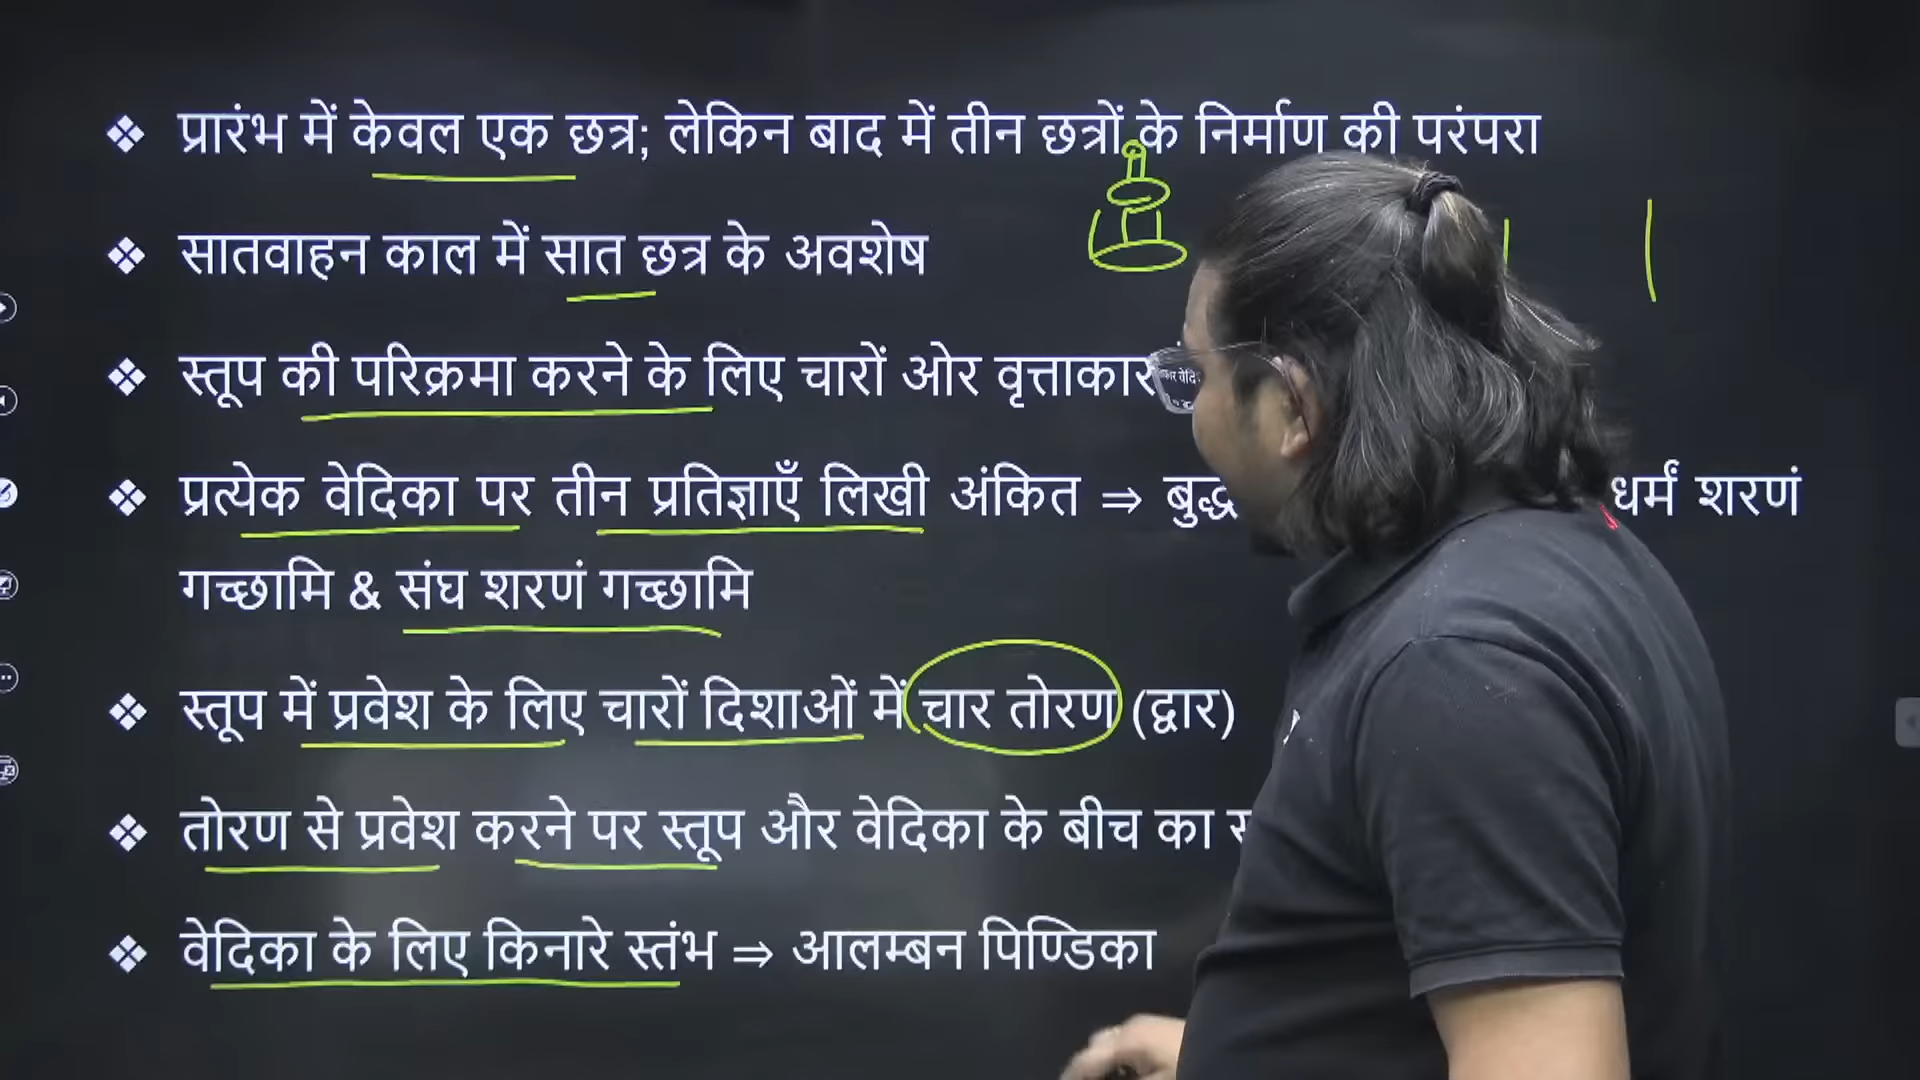 ❖ प्रारंभ में केवल एक छत्र; लेकिन बाद में तीन छत्रों के निर्माण की परंपरा
❖ सातवाहन काल में सात छत्र के अवशेष
❖ स्तूप की परिक्रमा करने के लिए चारों ओर वृत्ताकार
❖ प्रत्येक वेदिका पर तीन प्रतिज्ञाएँ लिखी अंकित ⇒ धर्मं शरणं
गच्छामि & संघ शरणं गच्छामि
❖ स्तूप में प्रवेश के लिए चारों दिशाओं में चार तोरण (द्वार)
❖ तोरण से प्रवेश करने पर स्तूप और वेदिका के बीच का
❖ वेदिका के लिए किनारे स्तंभ ⇒ आलम्बन पिण्डिका